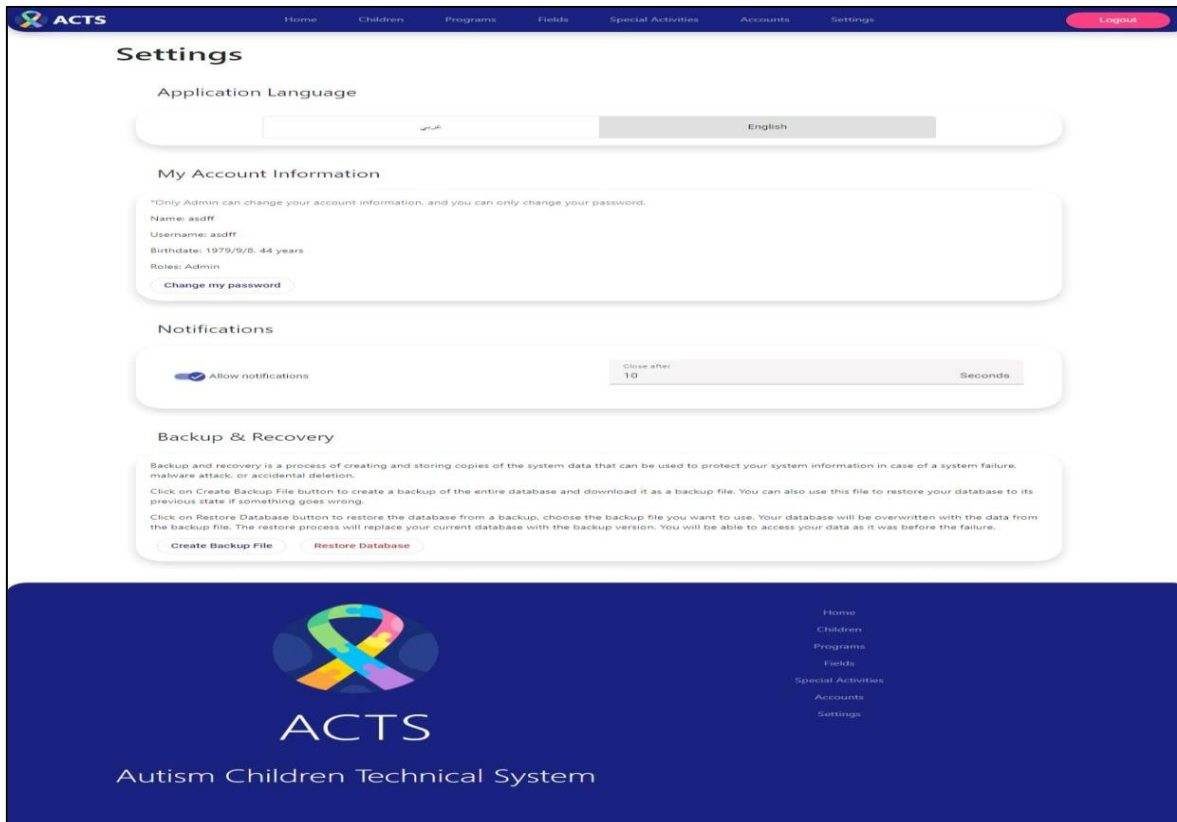 ACTS
Home Children Programs Fields Special Activities Accounts Settings Logout
Settings
Application Language
عربي English
My Account Information
*Only Admin can change your account information, and you can only change your password.
Name: asdff
Username: asdff
Birthdate: 1979/9/8, 44 years
Roles: Admin
Change my password
Notifications
Allow notifications
Close after
10 Seconds
Backup & Recovery
Backup and recovery is a process of creating and storing copies of the system data that can be used to protect your system information in case of a system failure,
malware attack, or accidental deletion.
Click on Create Backup File button to create a backup of the entire database and download it as a backup file. You can also use this file to restore your database to its
previous state if something goes wrong.
Click on Restore Database button to restore the database from a backup, choose the backup file you want to use. Your database will be overwritten with the data from
the backup file. The restore process will replace your current database with the backup version. You will be able to access your data as it was before the failure.
Create Backup File Restore Database
ACTS
Autism Children Technical System
Home
Children
Programs
Fields
Special Activities
Accounts
Settings